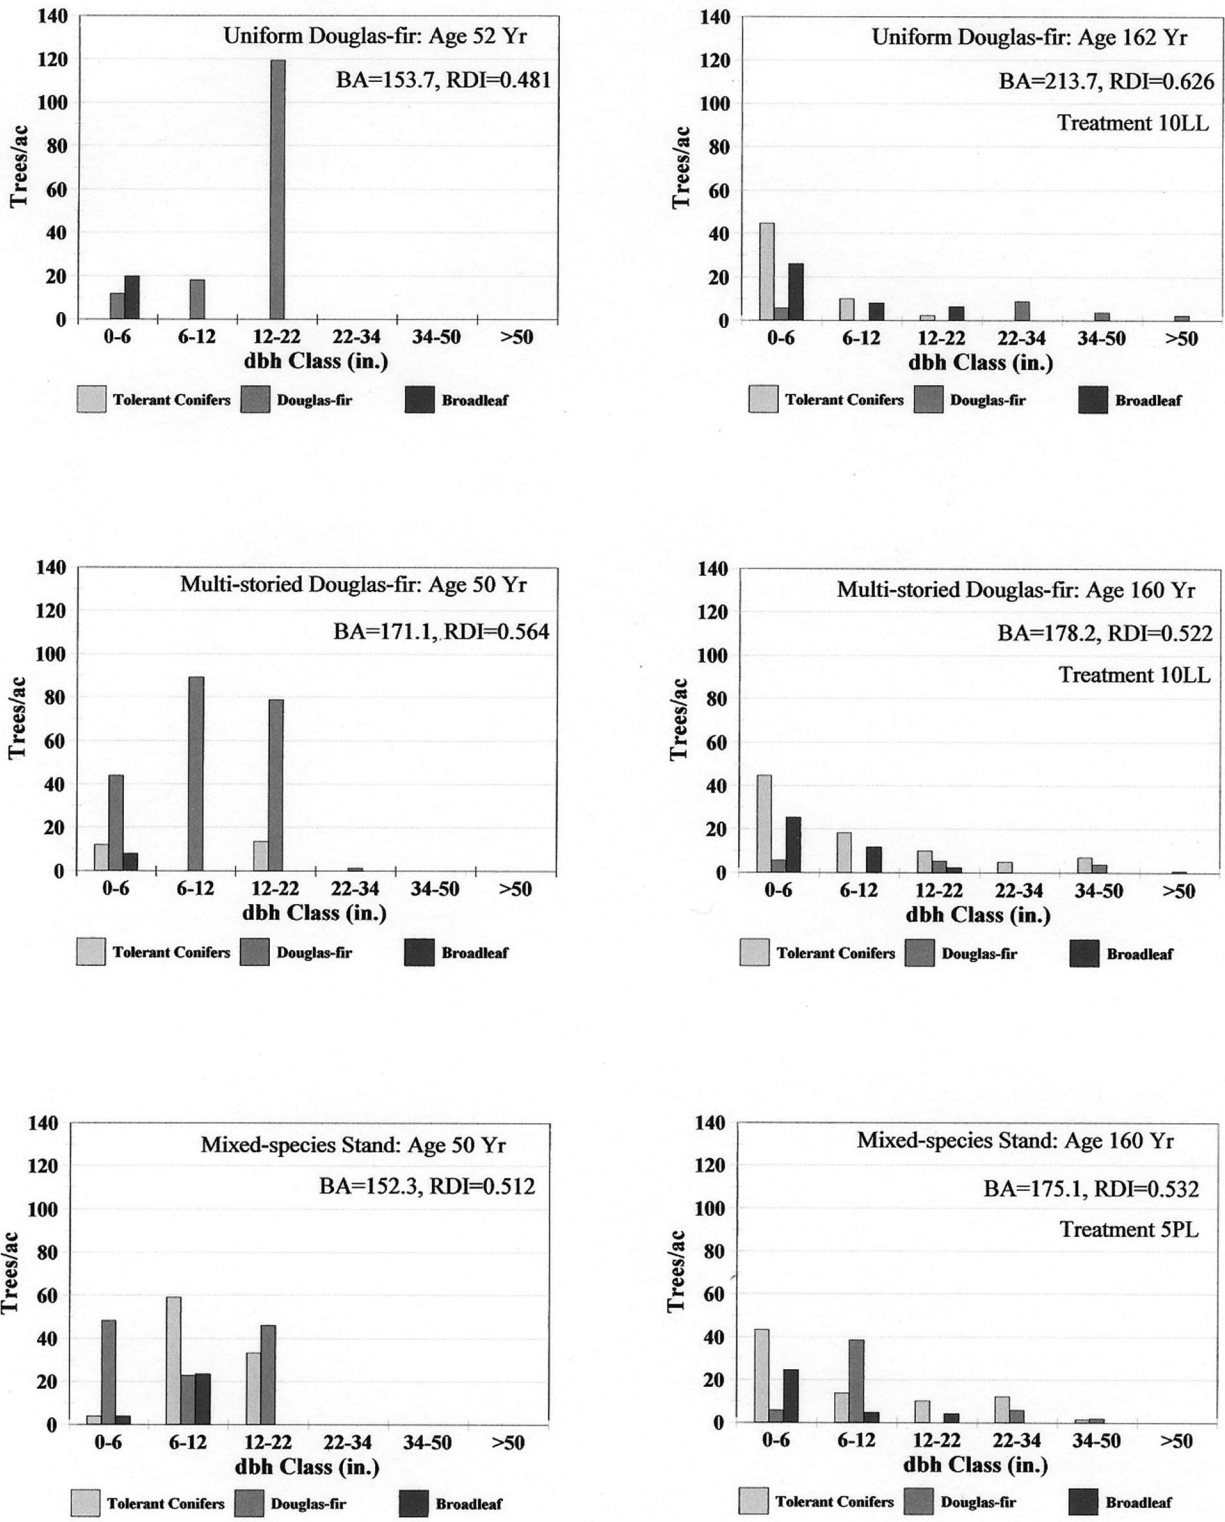 Uniform Douglas-fir: Age 52 Yr
BA=153.7, RDI=0.481
Trees/ac
140
120
100
80
60
40
20
0
0-6 6-12 12-22 22-34 34-50 >50
dbh Class (in.)
Tolerant Conifers Douglas-fir Broadleaf
Uniform Douglas-fir: Age 162 Yr
BA=213.7, RDI=0.626
Treatment 10LL
Trees/ac
140
120
100
80
60
40
20
0
0-6 6-12 12-22 22-34 34-50 >50
dbh Class (in.)
Tolerant Conifers Douglas-fir Broadleaf
Multi-storied Douglas-fir: Age 50 Yr
BA=171.1, RDI=0.564
Trees/ac
140
120
100
80
60
40
20
0
0-6 6-12 12-22 22-34 34-50 >50
dbh Class (in.)
Tolerant Conifers Douglas-fir Broadleaf
Multi-storied Douglas-fir: Age 160 Yr
BA=178.2, RDI=0.522
Treatment 10LL
Trees/ac
140
120
100
80
60
40
20
0
0-6 6-12 12-22 22-34 34-50 >50
dbh Class (in.)
Tolerant Conifers Douglas-fir Broadleaf
Mixed-species Stand: Age 50 Yr
BA=152.3, RDI=0.512
Trees/ac
140
120
100
80
60
40
20
0
0-6 6-12 12-22 22-34 34-50 >50
dbh Class (in.)
Tolerant Conifers Douglas-fir Broadleaf
Mixed-species Stand: Age 160 Yr
BA=175.1, RDI=0.532
Treatment 5PL
Trees/ac
140
120
100
80
60
40
20
0
0-6 6-12 12-22 22-34 34-50 >50
dbh Class (in.)
Tolerant Conifers Douglas-fir Broadleaf